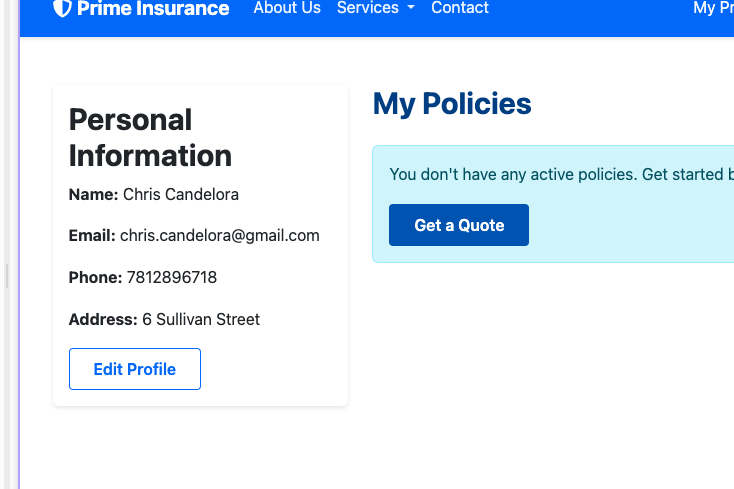 Prime Insurance About Us Services Contact My Pr
Personal
Information
Name: Chris Candelora
Email: chris.candelora@gmail.com
Phone: 7812896718
Address: 6 Sullivan Street
Edit Profile
My Policies
You don't have any active policies. Get started b
Get a Quote